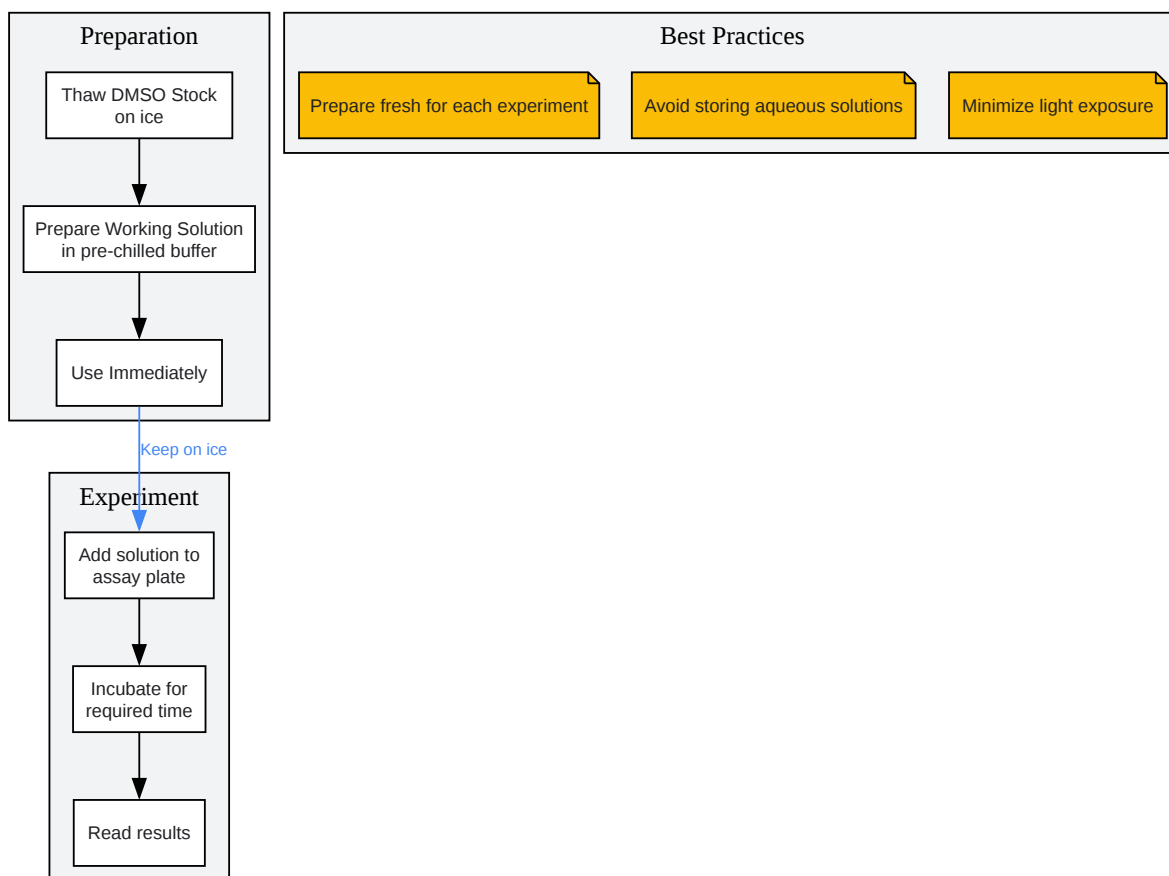 Preparation
Thaw DMSO Stock
on ice
Prepare Working Solution
in pre-chilled buffer
Use Immediately
Keep on ice
Experiment
Add solution to
assay plate
Incubate for
required time
Read results
Best Practices
Prepare fresh for each experiment
Avoid storing aqueous solutions
Minimize light exposure